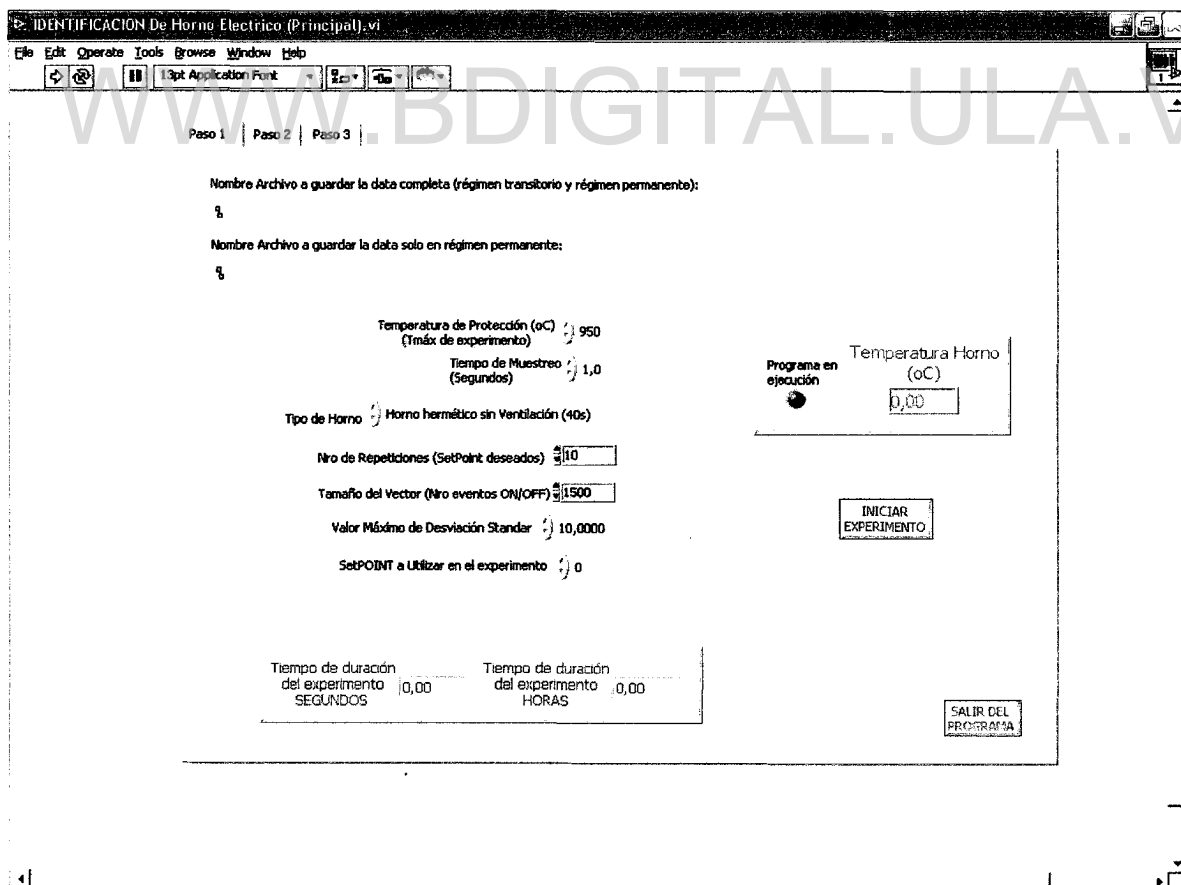 IDENTIFICACION De Horno Electrico (Principal).vi
File Edit Operate Tools Browse Window Help
13pt Application Font
1
WWW.BDIGITAL.ULA.V
Paso 1 Paso 2 Paso 3
Nombre Archivo a guardar la data completa (régimen transitorio y régimen permanente):
Nombre Archivo a guardar la data solo en régimen permanente:
Temperatura de Protección (oC) 950
(Tmáx de experimento)
Tiempo de Muestreo 1,0
(Segundos)
Tipo de Horno Horno hermético sin Ventilación (40s)
Nro de Repeticiones (SetPoint deseados) 10
Tamaño del Vector (Nro eventos ON/OFF) 1500
Valor Máximo de Desviación Standar 10,0000
SetPOINT a Utilizar en el experimento 0
Programa en
ejecución
Temperatura Horno
(oC)
0,00
INICIAR
EXPERIMENTO
Tiempo de duración
del experimento 0,00
SEGUNDOS
Tiempo de duración
del experimento 0,00
HORAS
SALIR DEL
PROGRAMA